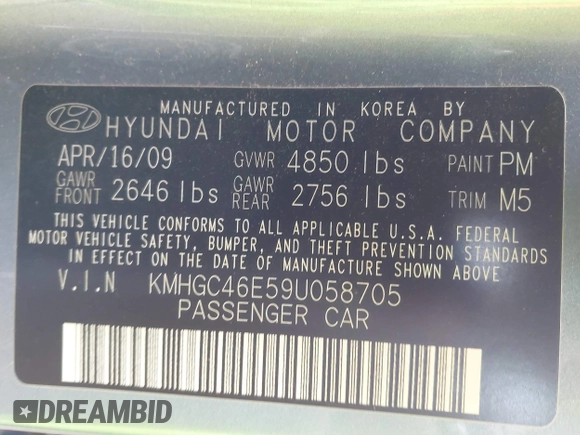 MANUFACTURED IN KOREA BY
HYUNDAI MOTOR COMPANY
APR/16/09 GVWR 4850 lbs PAINT PM
GAWR FRONT 2646 lbs GAWR REAR 2756 lbs TRIM M5
THIS VEHICLE CONFORMS TO ALL APPLICABLE U.S.A. FEDERAL
MOTOR VEHICLE SAFETY, BUMPER, AND THEFT PREVENTION STANDARDS
IN EFFECT ON THE DATE OF MANUFACTURE SHOWN ABOVE.
V.I.N KMHGC46E59U058705
PASSENGER CAR
DREAMBID